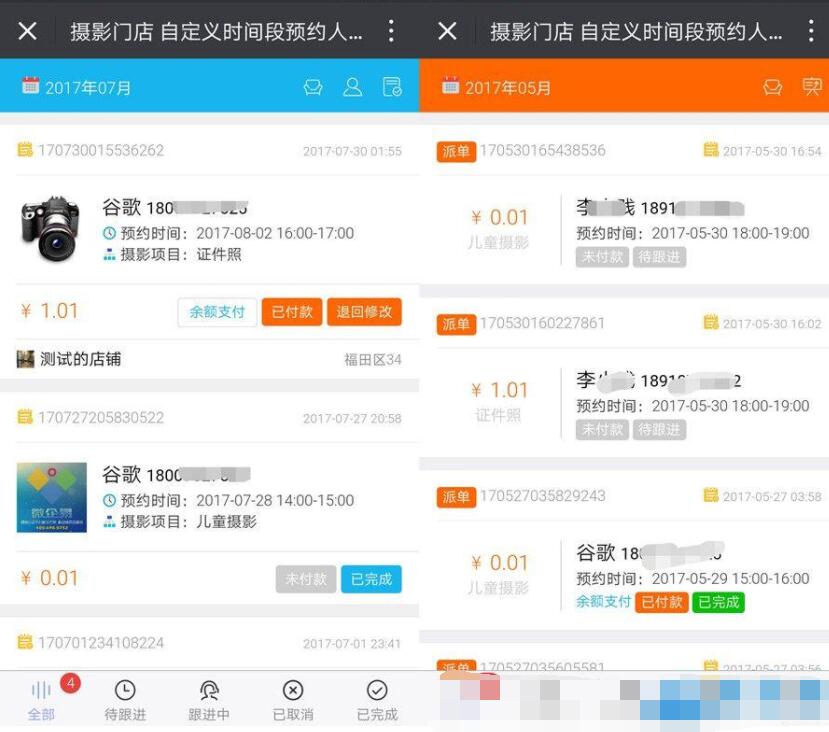 摄影门店 自定义时间段预约人...
2017年07月
170730015536262
2017-07-30 01:55
谷歌 180
预约时间: 2017-08-02 16:00-17:00
摄影项目: 证件照
¥ 1.01
余额支付
已付款
退回修改
测试的店铺
福田区34
170727205830522
2017-07-27 20:58
微企易
谷歌 1800
预约时间: 2017-07-28 14:00-15:00
摄影项目: 儿童摄影
¥ 0.01
未付款
已完成
170701234108224
2017-07-01 23:41
4
全部
待跟进
跟进中
已取消
已完成
摄影门店 自定义时间段预约人...
2017年05月
派单
170530165438536
2017-05-30 16:54
¥ 0.01
儿童摄影
李 1891
预约时间: 2017-05-30 18:00-19:00
未付款
待跟进
派单
170530160227861
2017-05-30 16:02
¥ 1.01
证件照
李 1891 2
预约时间: 2017-05-30 18:00-19:00
未付款
待跟进
派单
170527035829243
2017-05-27 03:58
¥ 0.01
儿童摄影
谷歌 18
预约时间: 2017-05-29 15:00-16:00
余额支付
已付款
已完成
派单
170527035605581
2017-05-27 03:56